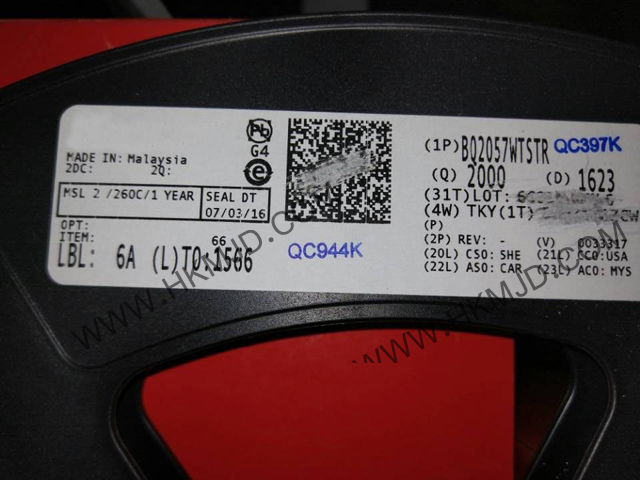 Pb
G4
e
MADE IN: Malaysia
2DC: 2Q:
MSL 2 /260C/1 YEAR
SEAL DT
07/03/16
OPT:
ITEM: 66
LBL: 6A (L)TO:1566
QC944K
(1P) BQ2057WTSTR QC397K
(Q) 2000 (D) 1623
(31T)LOT:
(4W) TKY(1T)
(P)
(2P) REV: - (V) 0033317
(20L) CSO: SHE (21L) CCO:USA
(22L) ASO: CAR (23L) ACO: MYS
WWW.HKMJD.COM
WWW.HKMJD.COM